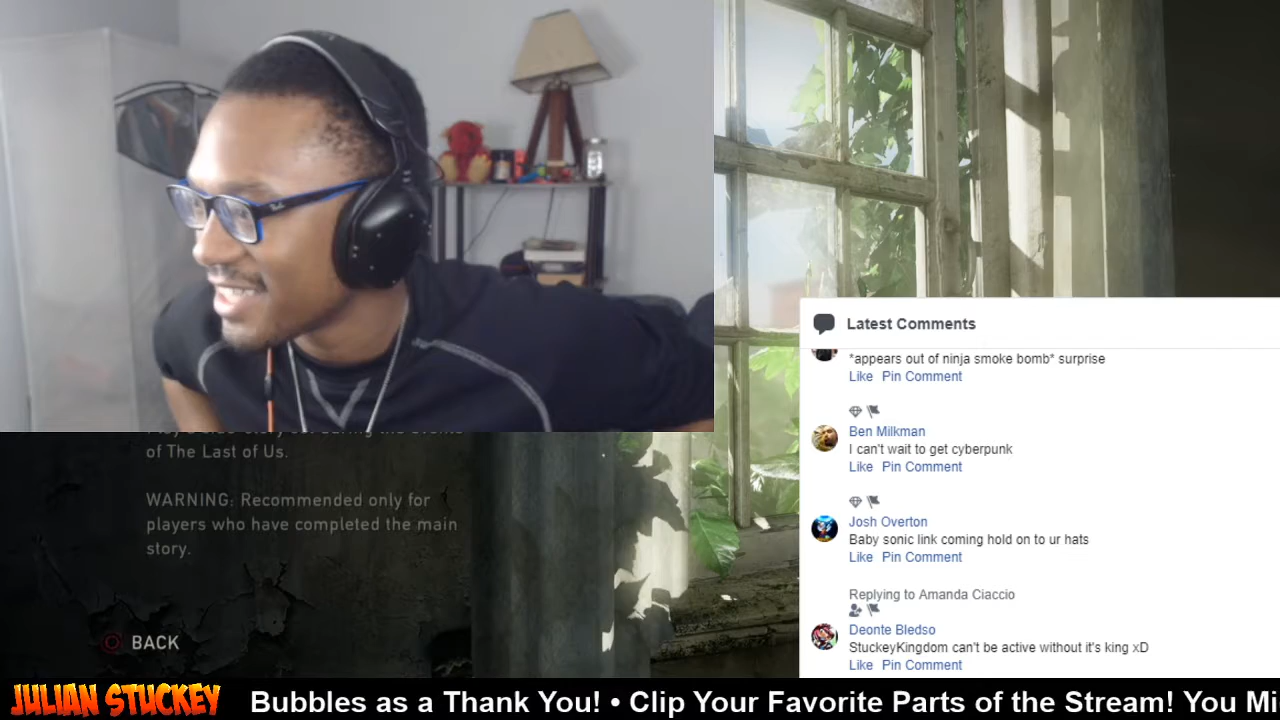 of The Last of Us.
WARNING: Recommended only for
players who have completed the main
story.
BACK
Latest Comments
*appears out of ninja smoke bomb* surprise
Like Pin Comment
Ben Milkman
I can't wait to get cyberpunk
Like Pin Comment
Josh Overton
Baby sonic link coming hold on to ur hats
Like Pin Comment
Replying to Amanda Ciaccio
Deonte Bledso
StuckeyKingdom can't be active without it's king xD
Like Pin Comment
JULIAN STUCKEY
Bubbles as a Thank You! • Clip Your Favorite Parts of the Stream! You Mi